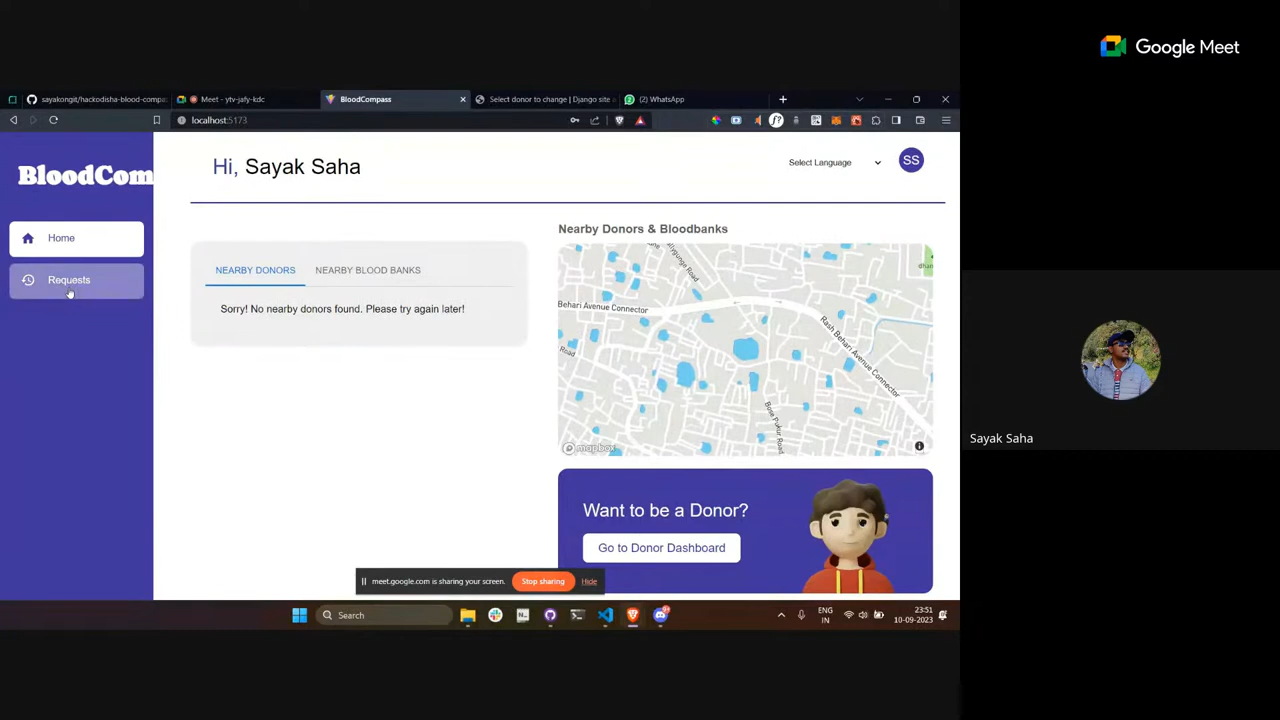 Google Meet
sayakongit/hackodisha-blood-compa
Meet - ytv-jafy-kdc
BloodCompass
Select donor to change | Django site
(2) WhatsApp
localhost:5173
BloodCom
Hi, Sayak Saha
Select Language
SS
Home
Requests
Nearby Donors & Bloodbanks
NEARBY DONORS
NEARBY BLOOD BANKS
Sorry! No nearby donors found. Please try again later!
Road
dhan
Behari Avenue Connector
Rash Behari Avenue Connector
Road
Bose Pukur Road
mapbox
Want to be a Donor?
Go to Donor Dashboard
meet.google.com is sharing your screen.
Stop sharing
Hide
Search
ENG
IN
23:51
10-09-2023
Sayak Saha